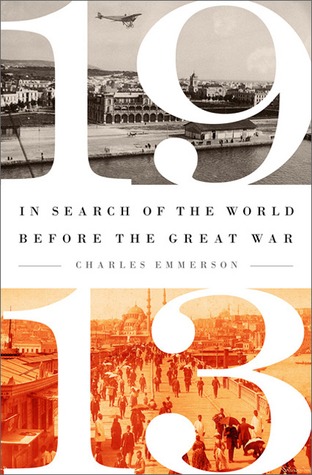 19
IN SEARCH OF THE WORLD
BEFORE THE GREAT WAR
CHARLES EMMERSON
13